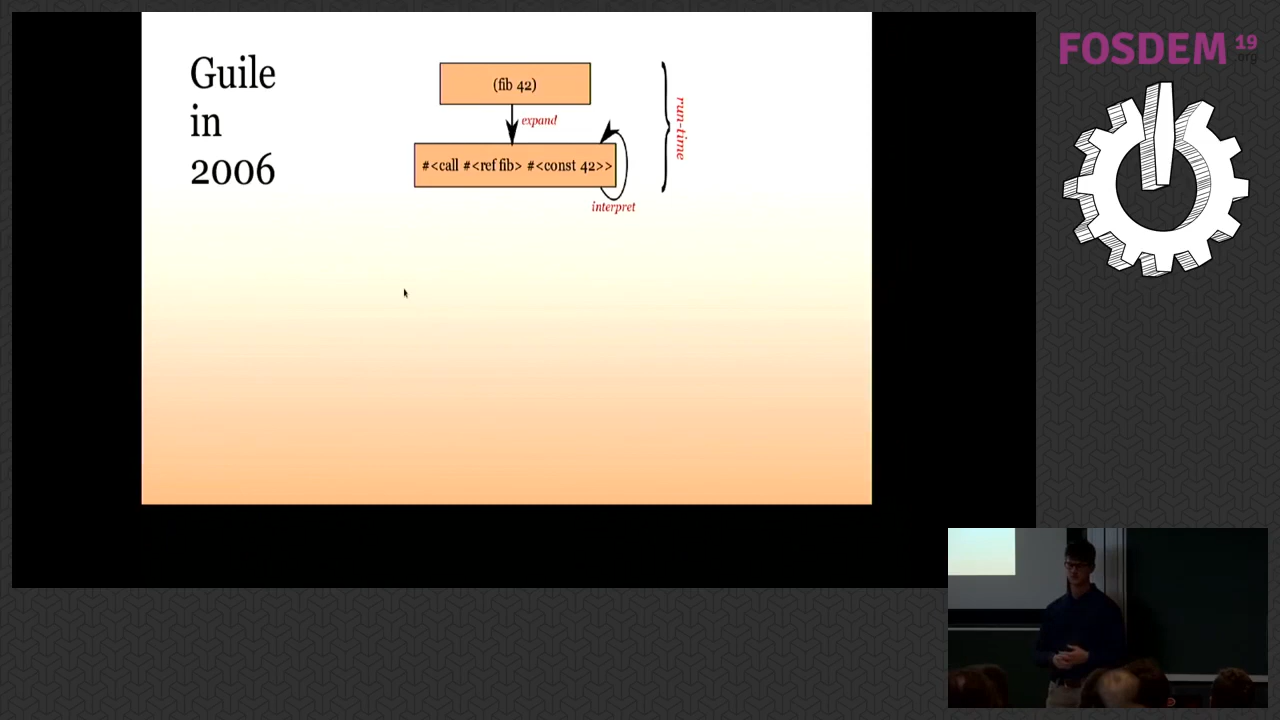 Guile
in
2006
(fib 42)
expand
#<call #<ref fib> #<const 42>>
interpret
run-time
FOSDEM 19
.org